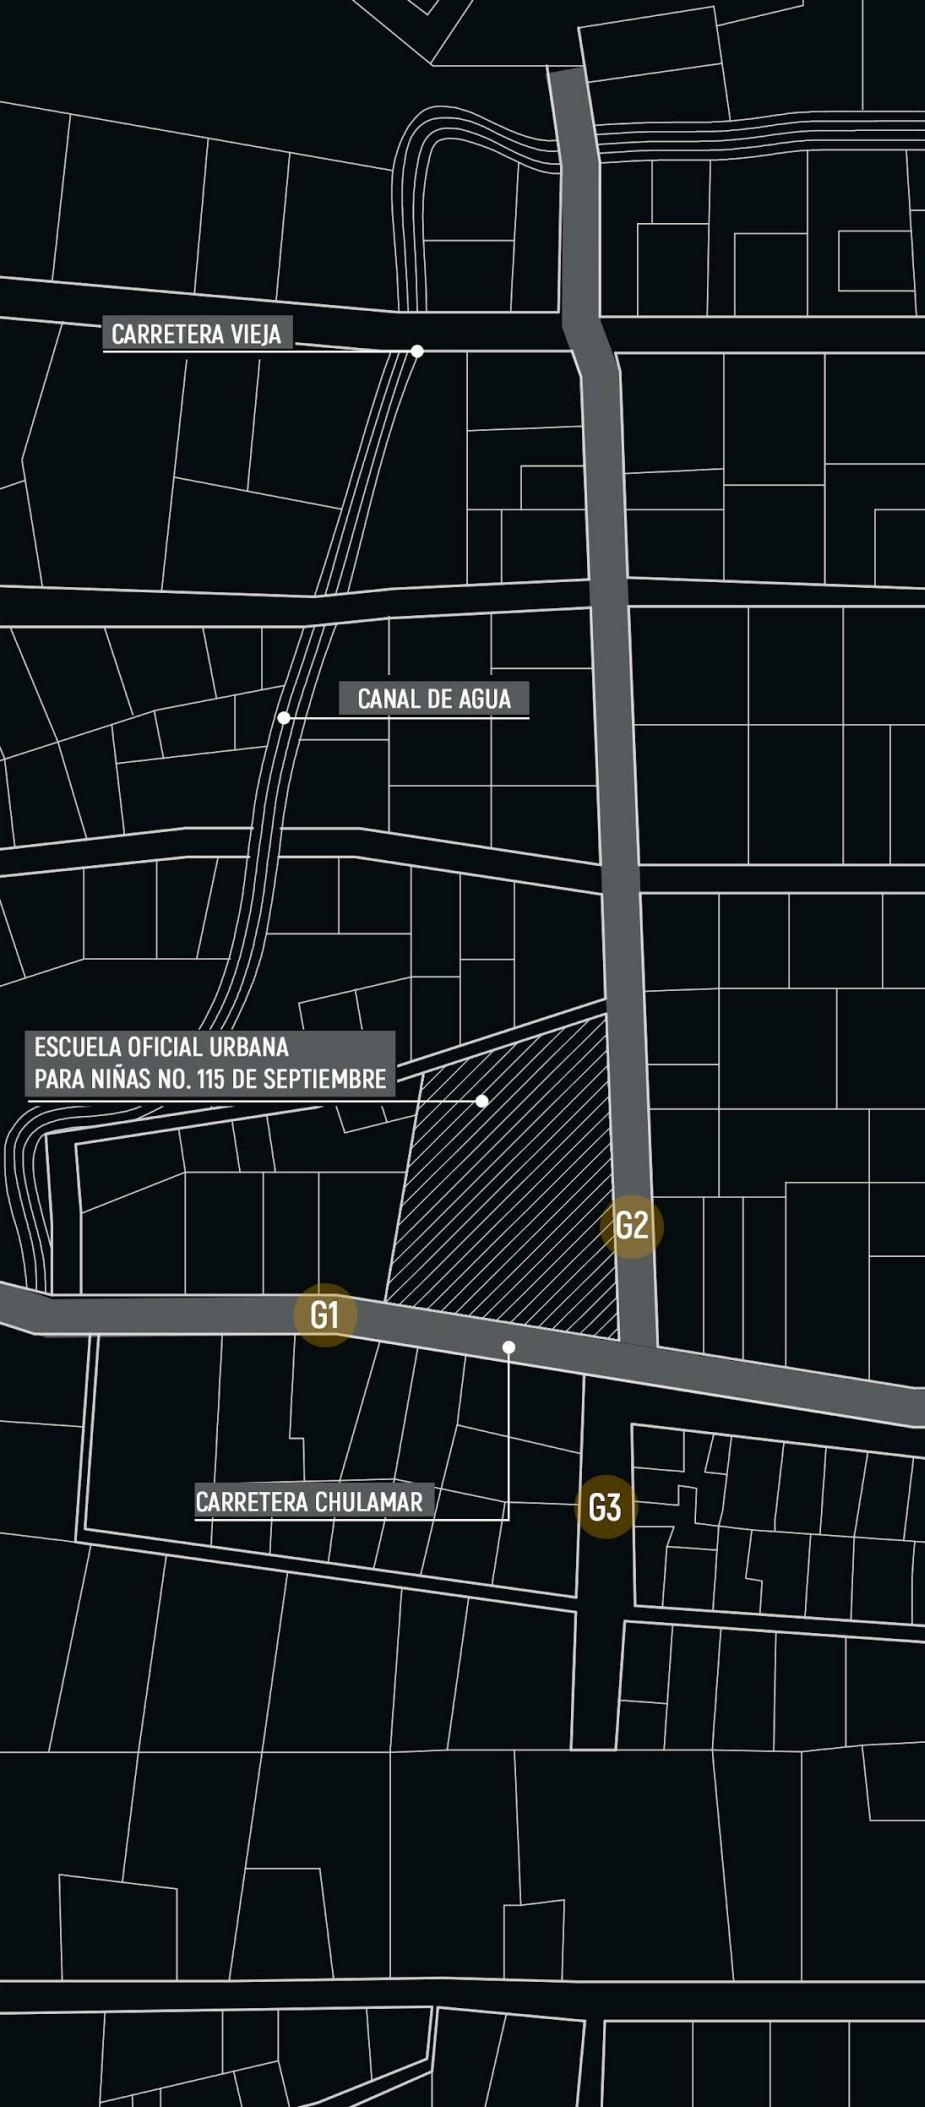 CARRETERA VIEJA
CANAL DE AGUA
ESCUELA OFICIAL URBANA
PARA NIÑAS NO. 115 DE SEPTIEMBRE
G2
G1
CARRETERA CHULAMAR
G3